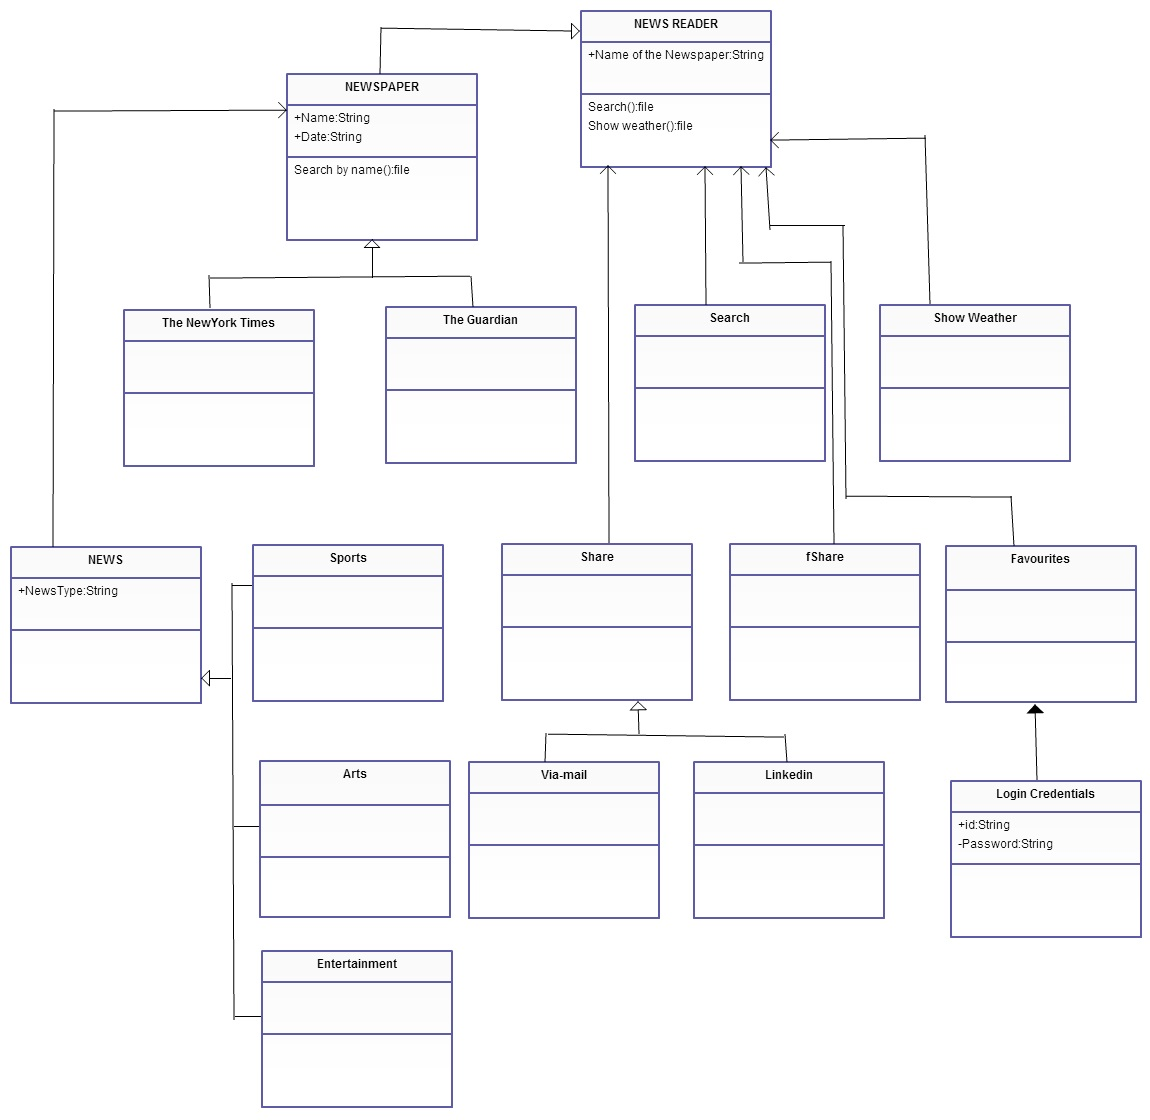 NEWS READER
+Name of the Newspaper:String
Search():file
Show weather():file
NEWSPAPER
+Name:String
+Date:String
Search by name():file
The NewYork Times
The Guardian
Search
Show Weather
NEWS
+NewsType:String
Sports
Share
fShare
Favourites
Arts
Via-mail
Linkedin
Login Credentials
+id:String
-Password:String
Entertainment